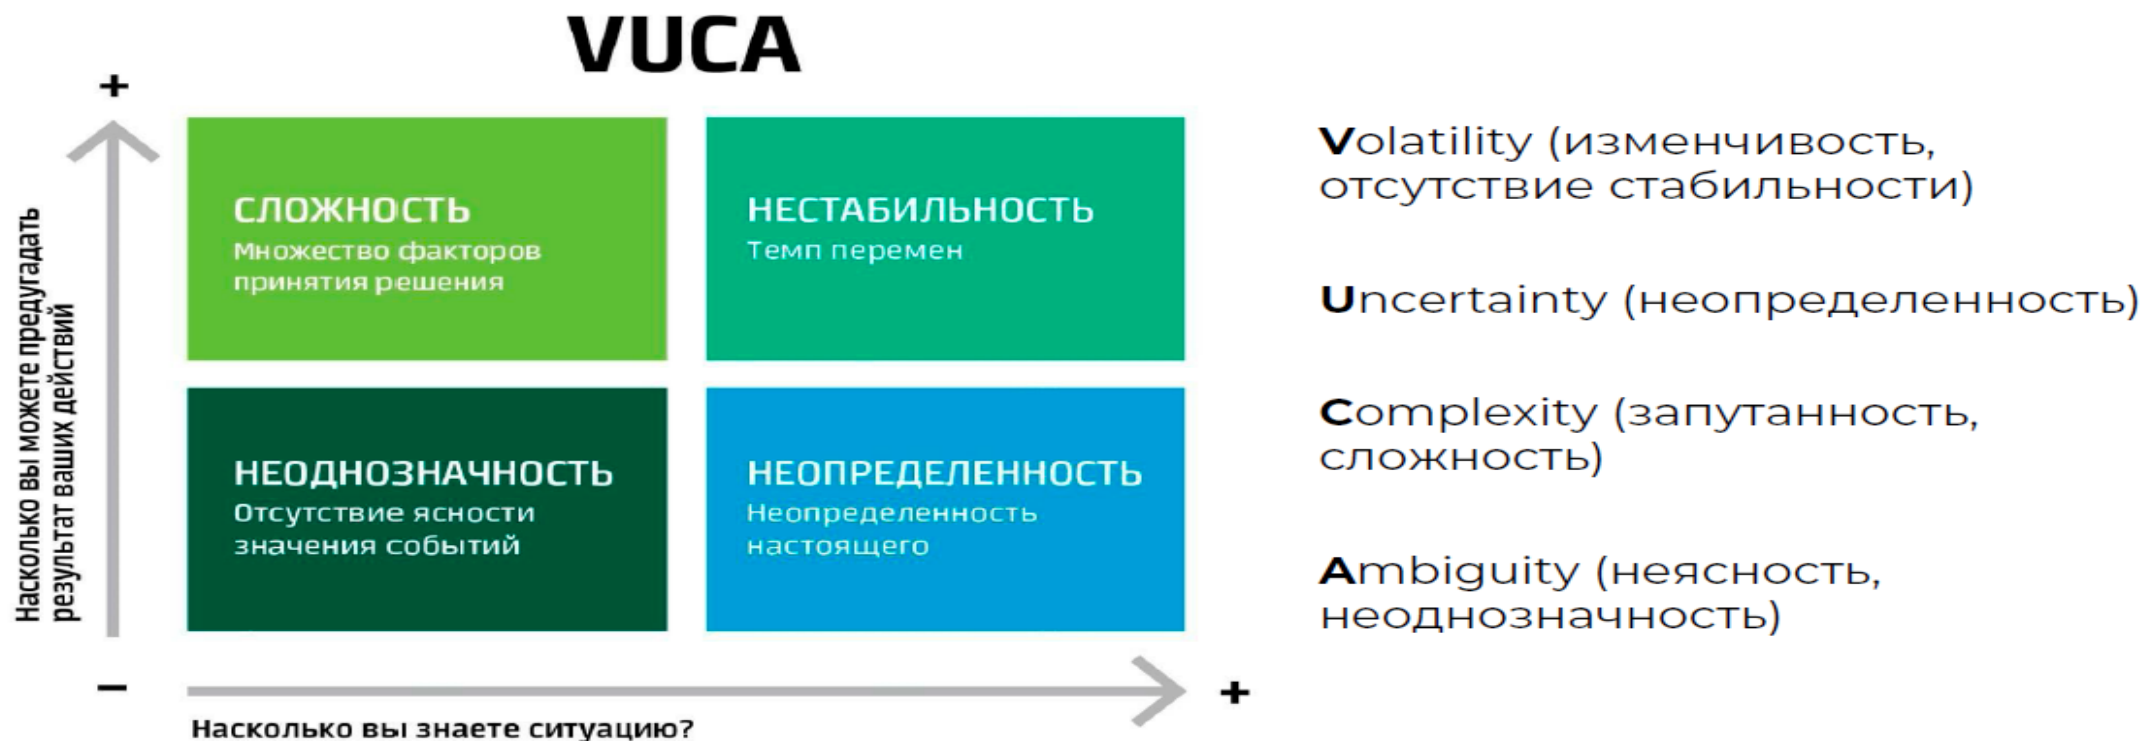 VUCA
+
Насколько вы можете предугадать
результат ваших действий
СЛОЖНОСТЬ
Множество факторов
принятия решения
НЕСТАБИЛЬНОСТЬ
Темп перемен
НЕОДНОЗНАЧНОСТЬ
Отсутствие ясности
значения событий
НЕОПРЕДЕЛЕННОСТЬ
Неопределенность
настоящего
–
+
Насколько вы знаете ситуацию?
Volatility (изменчивость,
отсутствие стабильности)
Uncertainty (неопределенность)
Complexity (запутанность,
сложность)
Ambiguity (неясность,
неоднозначность)